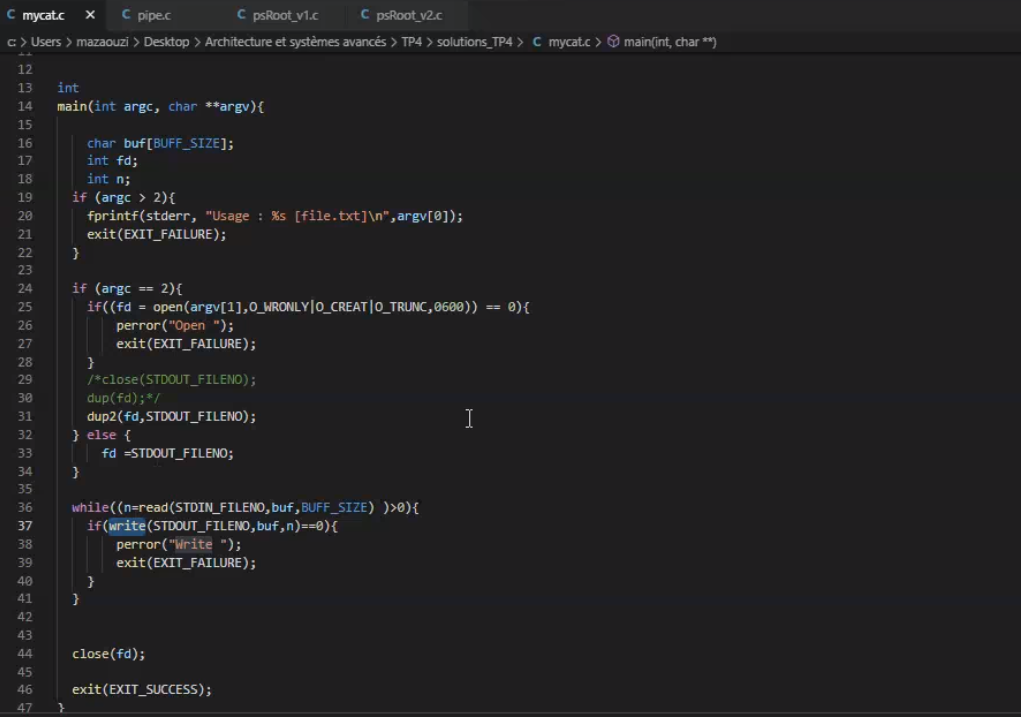 mycat.c × pipe.c psRoot_v1.c psRoot_v2.c
c: > Users > mazaouzi > Desktop > Architecture et systèmes avancés > TP4 > solutions_TP4 > C mycat.c > main(int, char **)
11
12
13 int
14 main(int argc, char **argv){
15
16 char buf[BUFF_SIZE];
17 int fd;
18 int n;
19 if (argc > 2){
20 fprintf(stderr, "Usage : %s [file.txt]\n",argv[0]);
21 exit(EXIT_FAILURE);
22 }
23
24 if (argc == 2){
25 if((fd = open(argv[1],O_WRONLY|O_CREAT|O_TRUNC,0600)) == 0){
26 perror("Open ");
27 exit(EXIT_FAILURE);
28 }
29 /*close(STDOUT_FILENO);
30 dup(fd);*/
31 dup2(fd,STDOUT_FILENO);
32 } else {
33 fd =STDOUT_FILENO;
34 }
35
36 while((n=read(STDIN_FILENO,buf,BUFF_SIZE) )>0){
37 if(write(STDOUT_FILENO,buf,n)==0){
38 perror("Write ");
39 exit(EXIT_FAILURE);
40 }
41 }
42
43
44 close(fd);
45
46 exit(EXIT_SUCCESS);
47 }